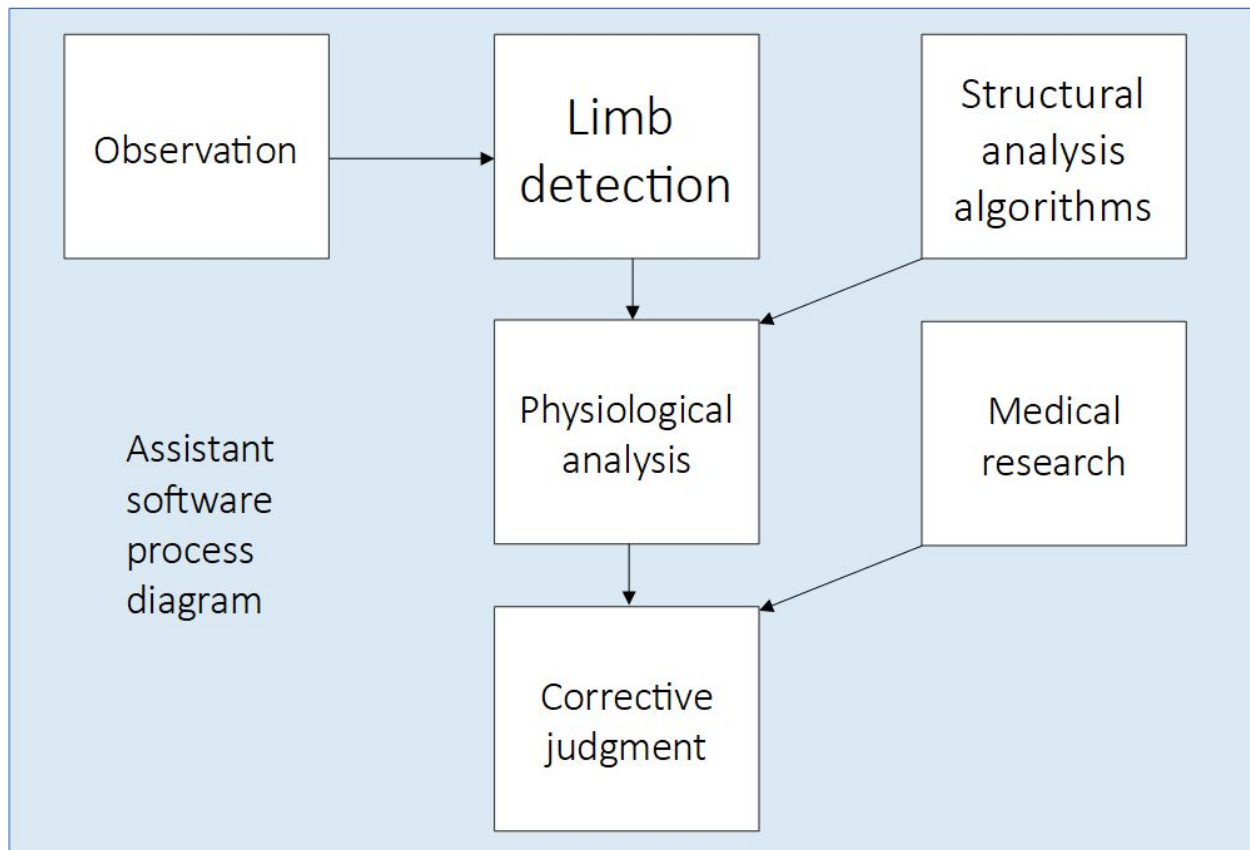 Observation
Limb
detection
Structural
analysis
algorithms
Physiological
analysis
Medical
research
Assistant
software
process
diagram
Corrective
judgment